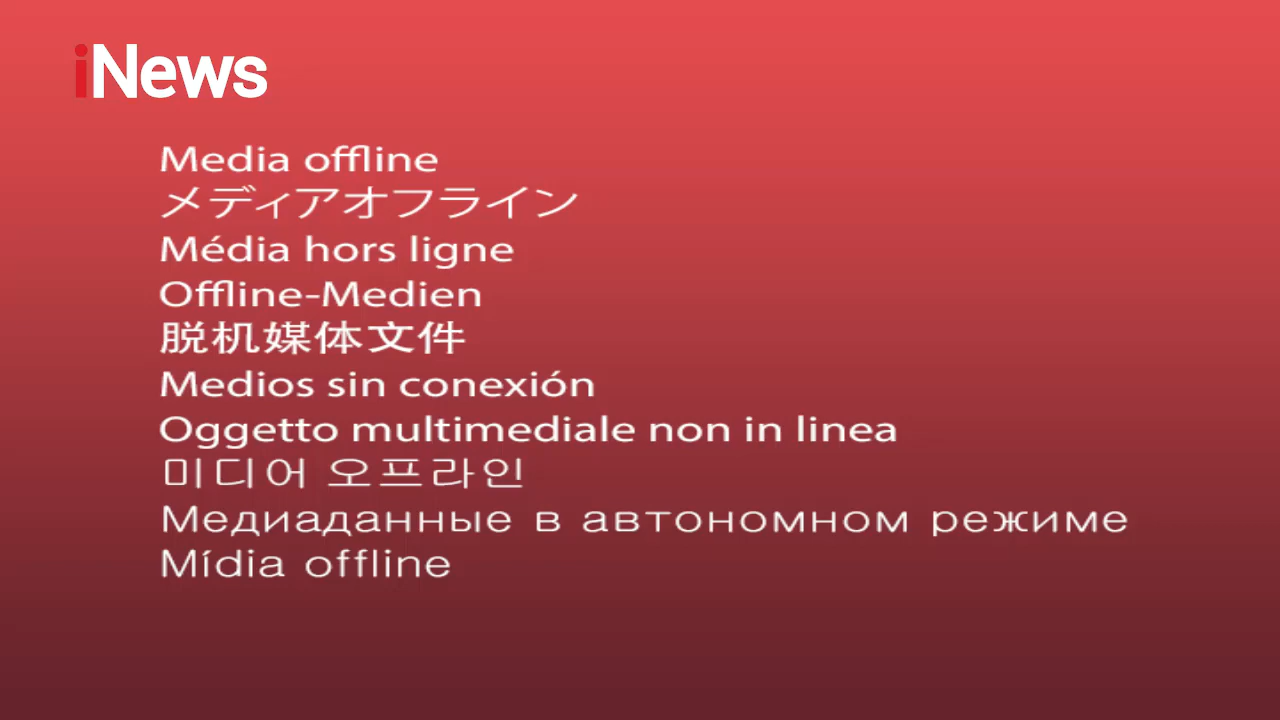 iNews
Media offline
メディアオフライン
Média hors ligne
Offline-Medien
脱机媒体文件
Medios sin conexión
Oggetto multimediale non in linea
미디어 오프라인
Медиаданные в автономном режиме
Mídia offline